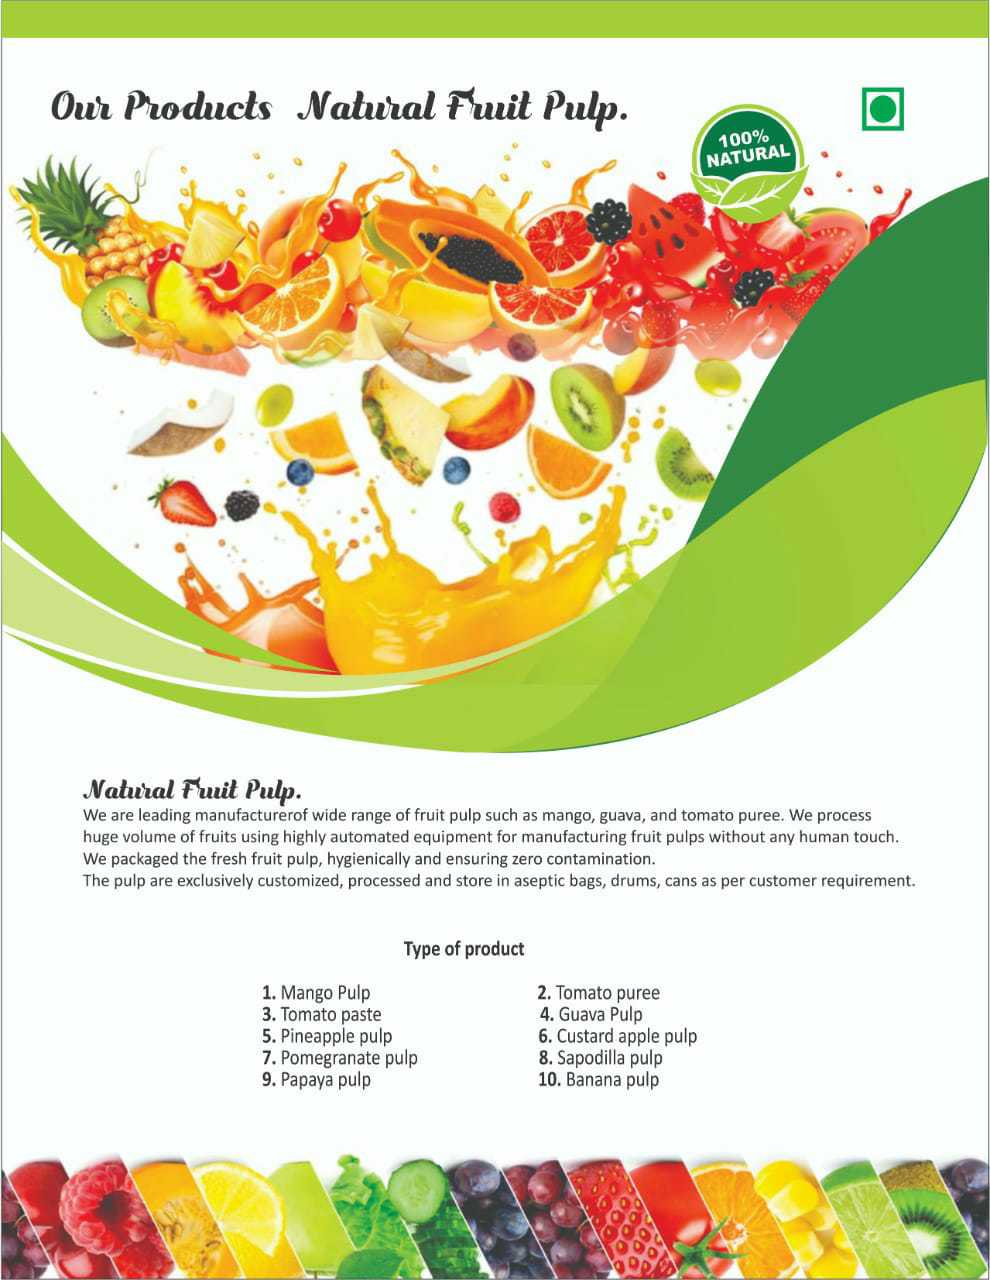 Our Products Natural Fruit Pulp.
100%
NATURAL
Natural Fruit Pulp.
We are leading manufacturerof wide range of fruit pulp such as mango, guava, and tomato puree. We process
huge volume of fruits using highly automated equipment for manufacturing fruit pulps without any human touch.
We packaged the fresh fruit pulp, hygienically and ensuring zero contamination.
The pulp are exclusively customized, processed and store in aseptic bags, drums, cans as per customer requirement.
Type of product
1. Mango Pulp 2. Tomato puree
3. Tomato paste 4. Guava Pulp
5. Pineapple pulp 6. Custard apple pulp
7. Pomegranate pulp 8. Sapodilla pulp
9. Papaya pulp 10. Banana pulp